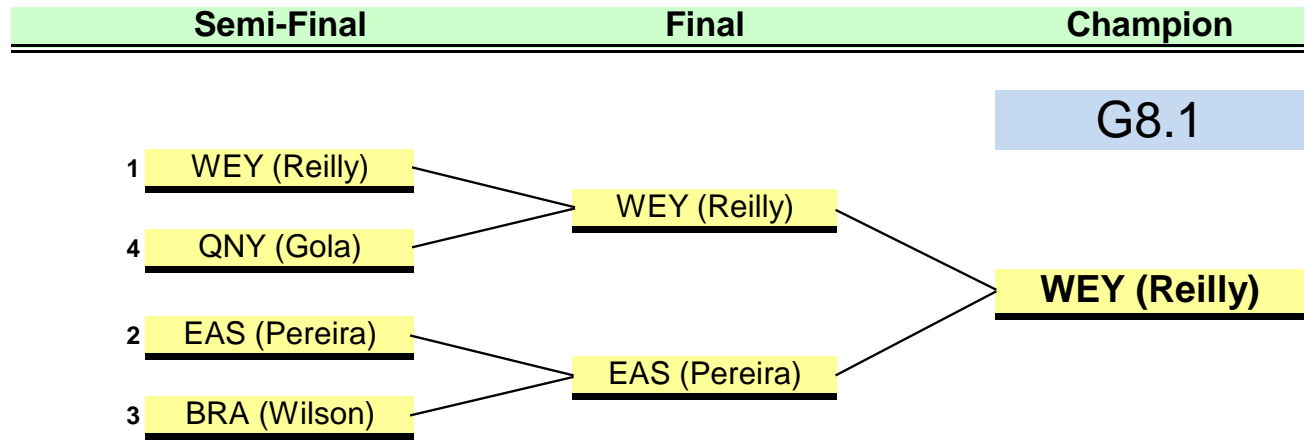 Semi-Final Final Champion
G8.1
1 WEY (Reilly)
WEY (Reilly)
4 QNY (Gola)
WEY (Reilly)
2 EAS (Pereira)
EAS (Pereira)
3 BRA (Wilson)